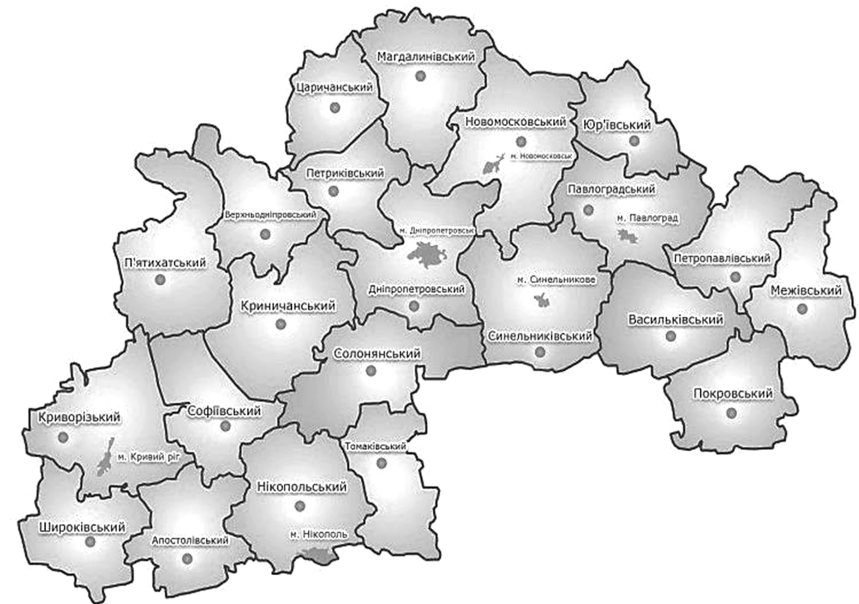 Магдалинівський
Царичанський
Новомосковський
Юр'ївський
м. Новомосковськ
Петриківський
Павлоградський
Верхньодніпровський
м. Дніпропетровськ
м. Павлоград
П'ятихатський
Петропавлівський
м. Синельникове
Дніпропетровський
Межівський
Криничанський
Васильківський
Синельниківський
Солонянський
Покровський
Софіївський
Криворізький
Томаківський
м. Кривий ріг
Нікопольський
Широківський
м. Нікополь
Апостолівський